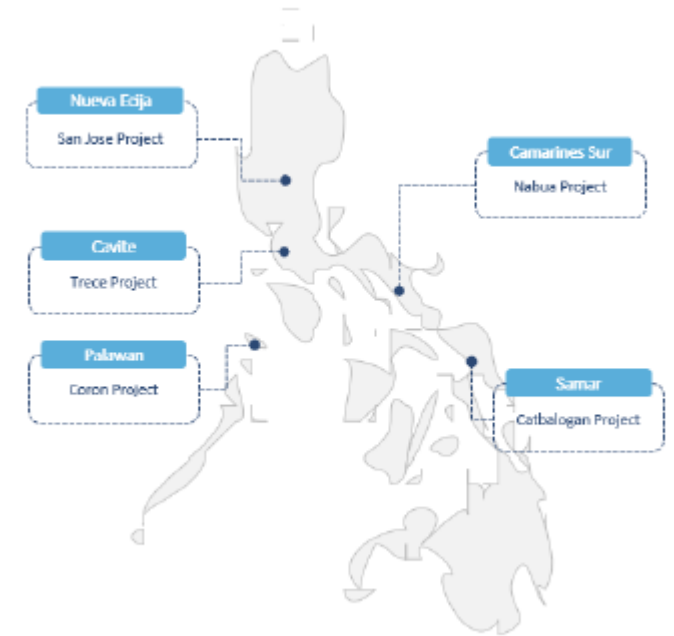 Nueva Ecija
San Jose Project
Camarines Sur
Nabua Project
Cavite
Trece Project
Palawan
Coron Project
Samar
Catbalogan Project